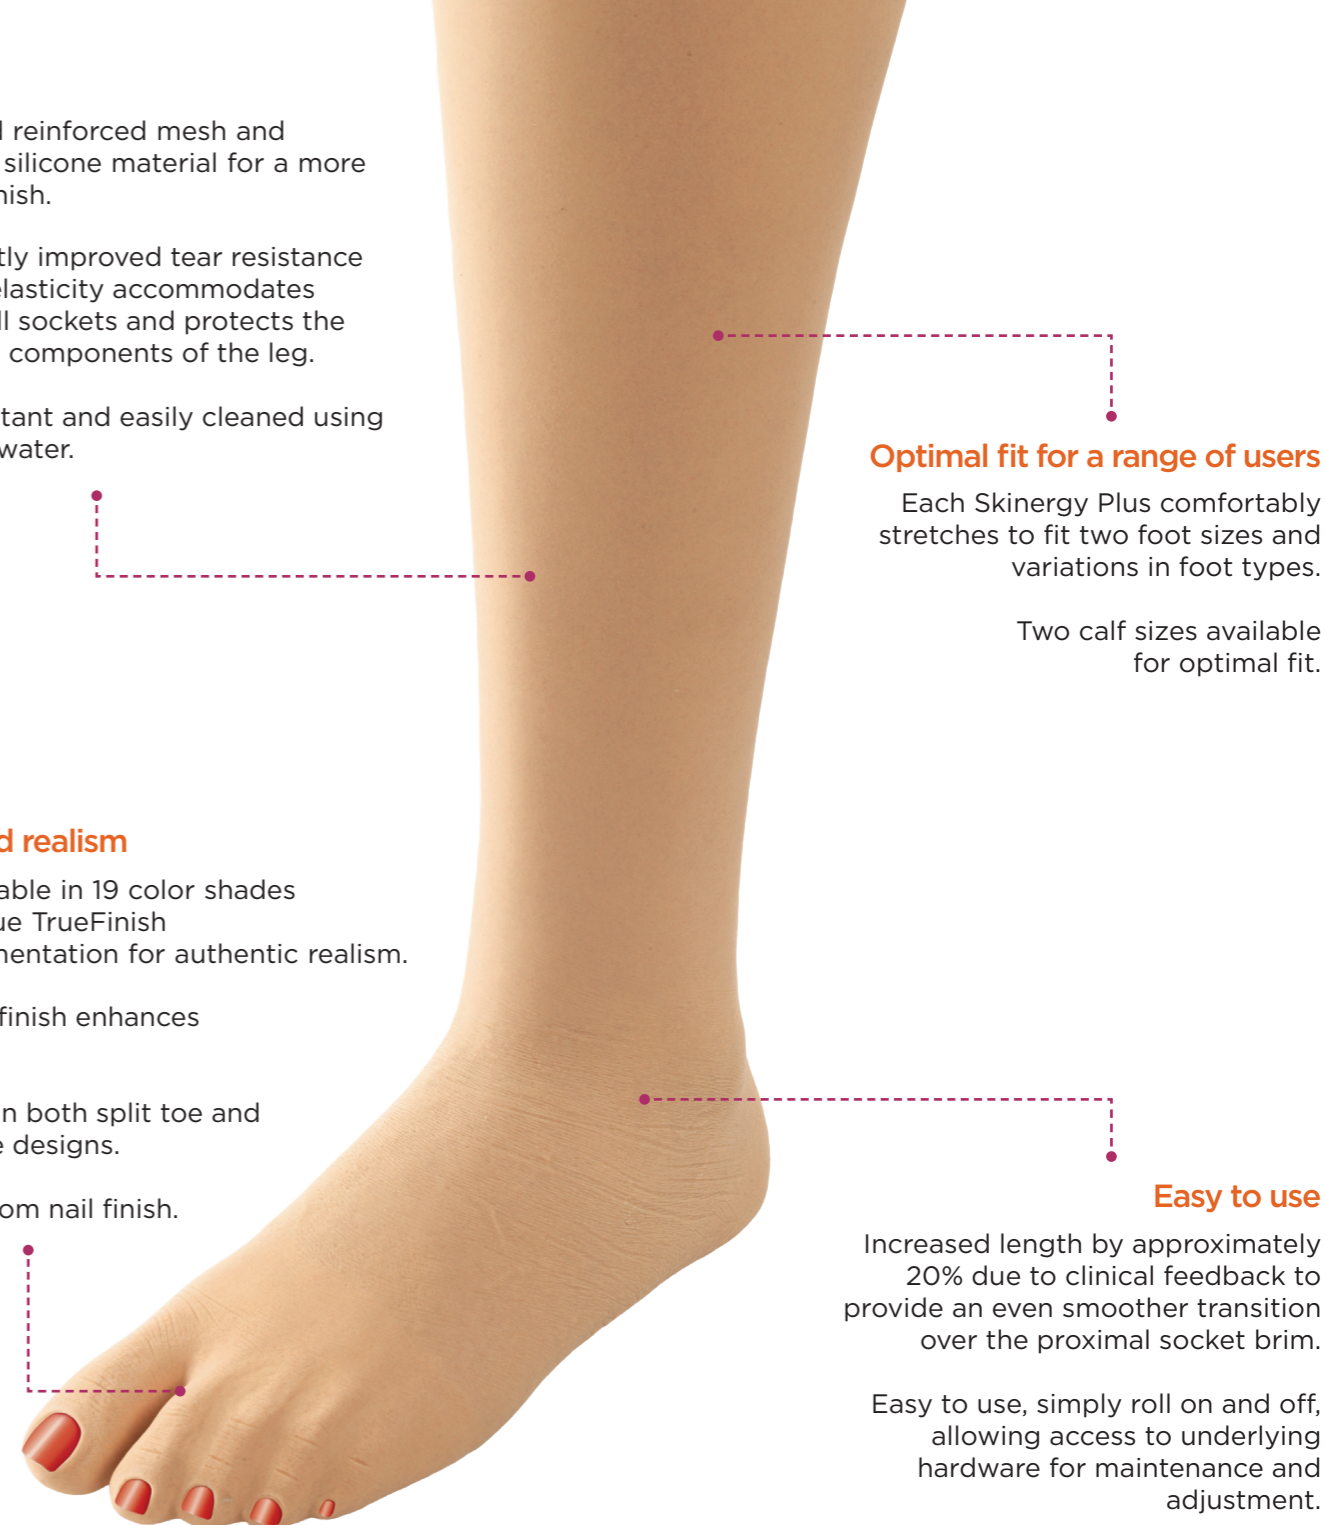 reinforced mesh and
silicone material for a more
nish.
tly improved tear resistance
elasticity accommodates
ll sockets and protects the
components of the leg.
tant and easily cleaned using
water.
Optimal fit for a range of users
Each Skinergy Plus comfortably
stretches to fit two foot sizes and
variations in foot types.
Two calf sizes available
for optimal fit.
d realism
able in 19 color shades
ue TrueFinish
mentation for authentic realism.
finish enhances
n both split toe and
e designs.
om nail finish.
Easy to use
Increased length by approximately
20% due to clinical feedback to
provide an even smoother transition
over the proximal socket brim.
Easy to use, simply roll on and off,
allowing access to underlying
hardware for maintenance and
adjustment.